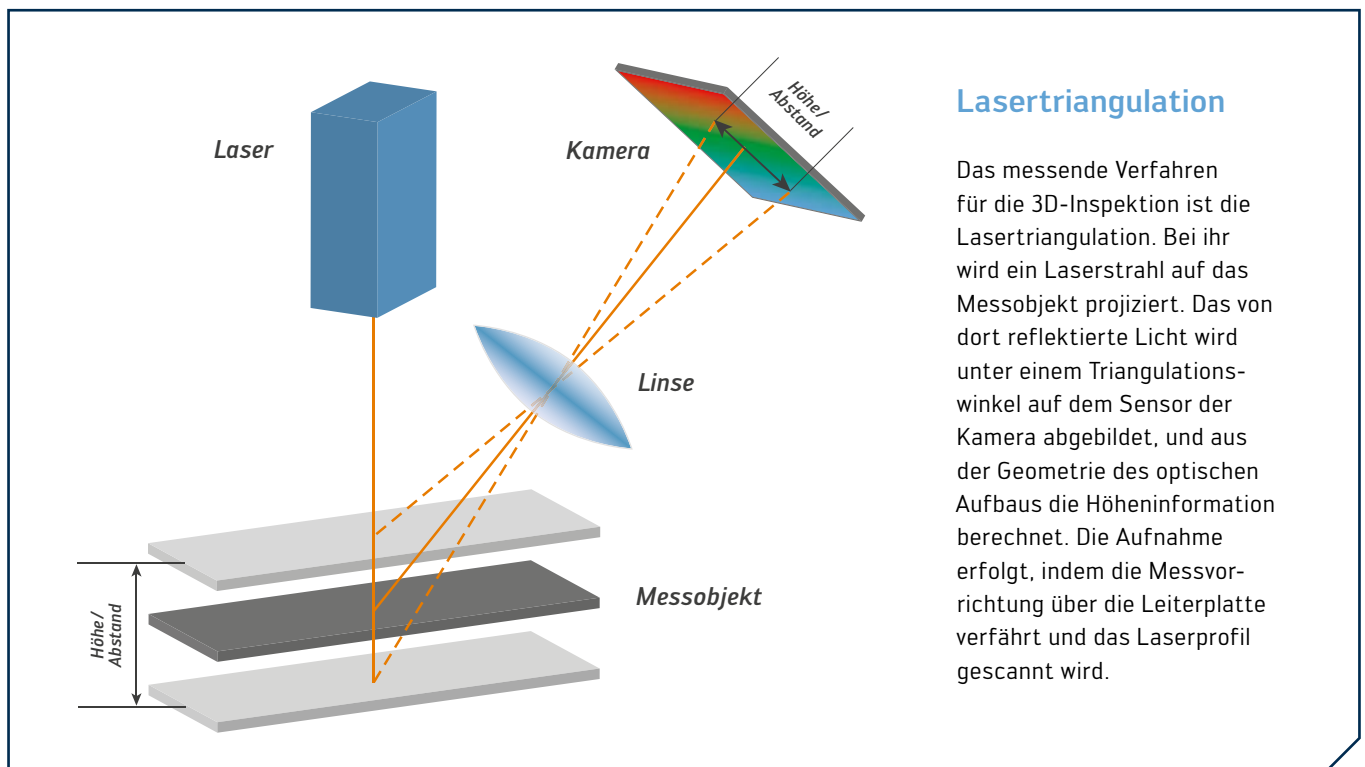 Laser
Kamera
Höhe/
Abstand
Linse
Messobjekt
Höhe/
Abstand
Lasertriangulation
Das messende Verfahren
für die 3D-Inspektion ist die
Lasertriangulation. Bei ihr
wird ein Laserstrahl auf das
Messobjekt projiziert. Das von
dort reflektierte Licht wird
unter einem Triangulations-
winkel auf dem Sensor der
Kamera abgebildet, und aus
der Geometrie des optischen
Aufbaus die Höheninformation
berechnet. Die Aufnahme
erfolgt, indem die Messvor-
richtung über die Leiterplatte
verfährt und das Laserprofil
gescannt wird.